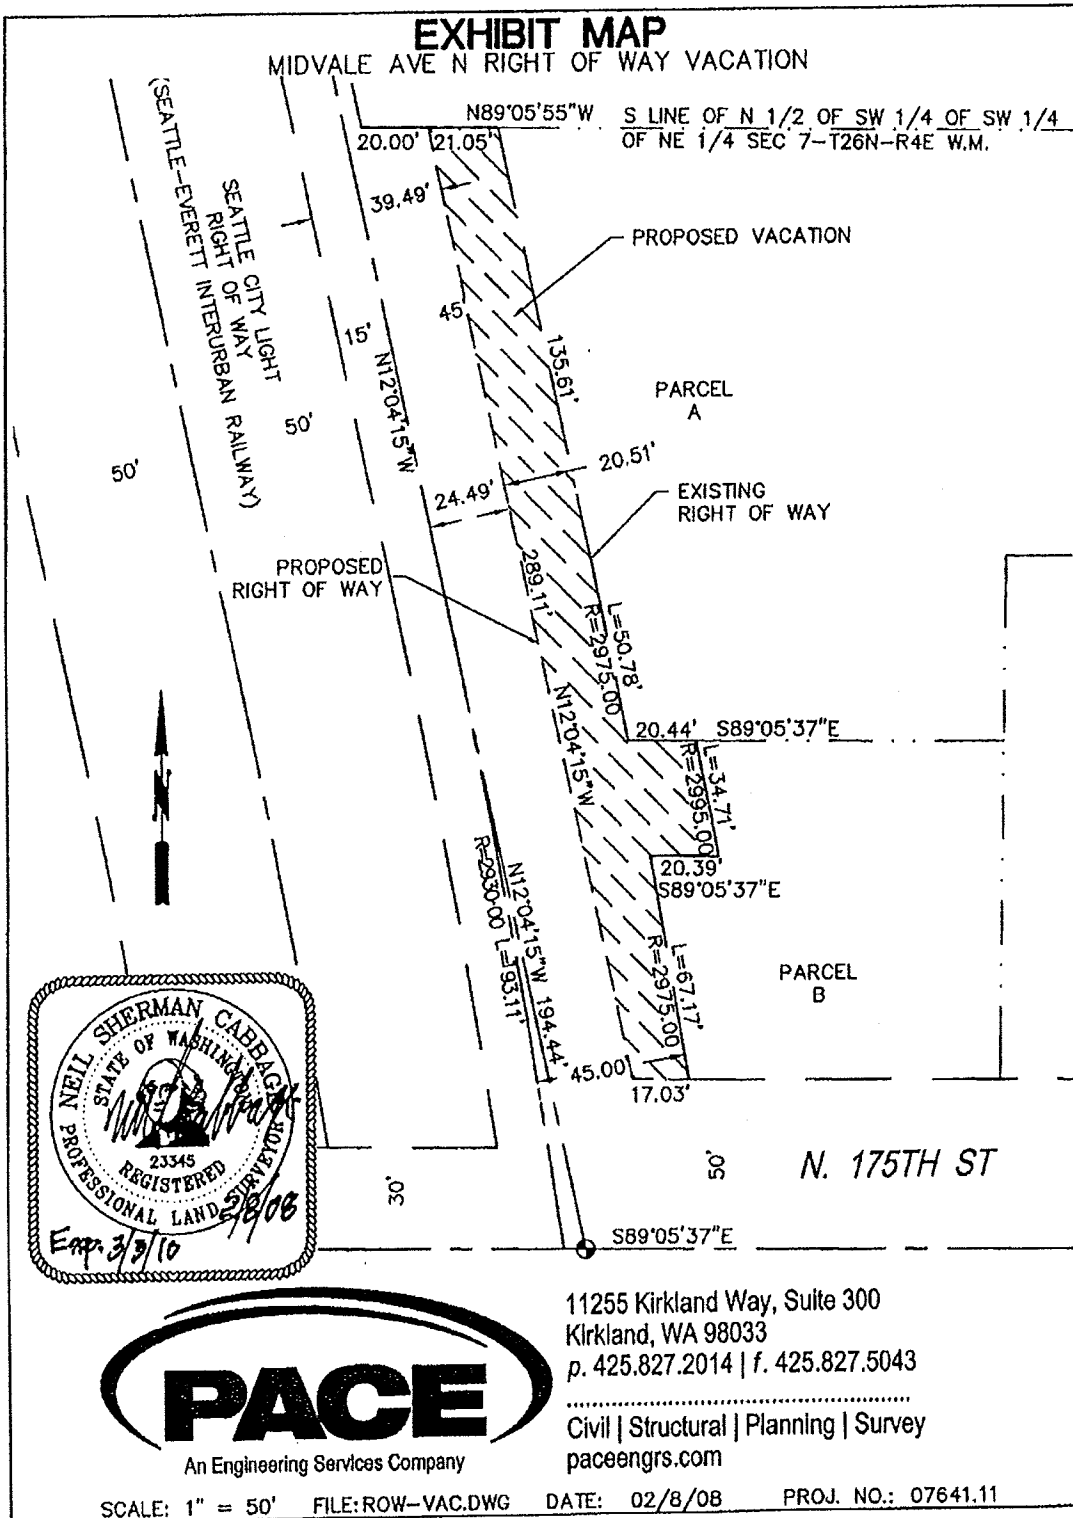 EXHIBIT MAP
MIDVALE AVE N RIGHT OF WAY VACATION
N89°05'55"W
S LINE OF N 1/2 OF SW 1/4 OF SW 1/4
OF NE 1/4 SEC 7-T26N-R4E W.M.
20.00'
21.05'
39.49'
(SEATTLE-EVERETT INTERURBAN RAILWAY)
SEATTLE CITY LIGHT
RIGHT OF WAY
PROPOSED VACATION
45'
15'
135.61'
N12°04'15"W
PARCEL
A
50'
50'
20.51'
24.49'
EXISTING
RIGHT OF WAY
PROPOSED
RIGHT OF WAY
289.11'
L=50.78'
R=2975.00
N12°04'15"W
20.44'
S89°05'37"E
L=34.71'
R=2995.00
N
20.39'
S89°05'37"E
N12°04'15"W 194.44'
R=2930.00 L=93.11'
L=67.17'
R=2975.00
PARCEL
B
45.00'
17.03'
NEIL SHERMAN CABBAGE
STATE OF WASHINGTON
23345
REGISTERED
PROFESSIONAL LAND SURVEYOR
2/8/08
Exp. 3/3/10
30'
50'
N. 175TH ST
S89°05'37"E
PACE
An Engineering Services Company
11255 Kirkland Way, Suite 300
Kirkland, WA 98033
p. 425.827.2014 | f. 425.827.5043
Civil | Structural | Planning | Survey
paceengrs.com
SCALE: 1" = 50' FILE:ROW-VAC.DWG DATE: 02/8/08 PROJ. NO.: 07641.11